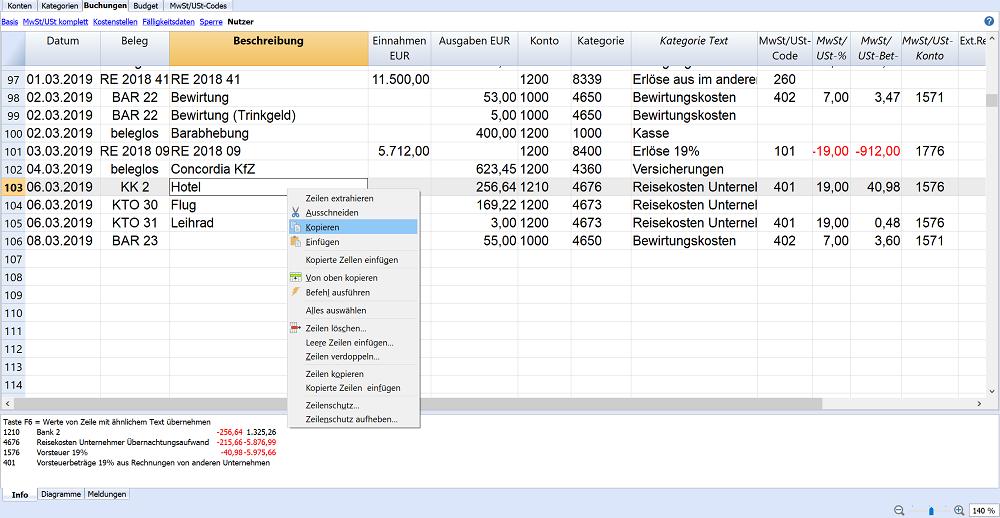 Konten Kategorien Buchungen Budget MwSt/USt-Codes
Basis MwSt/USt komplett Kostenstellen Fälligkeitsdaten Sperre Nutzer
Datum Beleg Beschreibung Einnahmen EUR Ausgaben EUR Konto Kategorie Kategorie Text MwSt/USt-Code MwSt/USt-% MwSt/USt-Bet- MwSt/USt-Konto Ext.Re
97 01.03.2019 RE 2018 41 RE 2018 41 11.500,00 1200 8339 Erlöse aus im anderen 260
98 02.03.2019 BAR 22 Bewirtung 53,00 1000 4650 Bewirtungskosten 402 7,00 3,47 1571
99 02.03.2019 BAR 22 Bewirtung (Trinkgeld) 5,00 1000 4650 Bewirtungskosten
100 02.03.2019 beleglos Barabhebung 400,00 1200 1000 Kasse
101 03.03.2019 RE 2018 09 RE 2018 09 5.712,00 1200 8400 Erlöse 19% 101 -19,00 -912,00 1776
102 04.03.2019 beleglos Concordia KfZ 623,45 1200 4360 Versicherungen
103 06.03.2019 KK 2 Hotel 256,64 1210 4676 Reisekosten Unterneh 401 19,00 40,98 1576
104 06.03.2019 KTO 30 Flug 169,22 1200 4673 Reisekosten Unterneh
105 06.03.2019 KTO 31 Leihrad 3,00 1200 4673 Reisekosten Unterneh 401 19,00 0,48 1576
106 08.03.2019 BAR 23 55,00 1000 4650 Bewirtungskosten 402 7,00 3,60 1571
107
108
109
110
111
112
113
114
Zeilen extrahieren
Ausschneiden
Kopieren
Einfügen
Kopierte Zellen einfügen
Von oben kopieren
Befehl ausführen
Alles auswählen
Zeilen löschen...
Leere Zeilen einfügen...
Zeilen verdoppeln...
Zeilen kopieren
Kopierte Zeilen einfügen
Zeilenschutz...
Zeilenschutz aufheben...
Taste F6 = Werte von Zeile mit ähnlichem Text übernehmen
1210 Bank 2 -256,64 1.325,26
4676 Reisekosten Unternehmer Übernachtungsaufwand -215,66 -5.876,99
1576 Vorsteuer 19% -40,98 -5.975,66
401 Vorsteuerbeträge 19% aus Rechnungen von anderen Unternehmen
Info Diagramme Meldungen
140 %